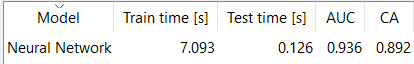 Model Train time [s] Test time [s] AUC CA
Neural Network 7.093 0.126 0.936 0.892